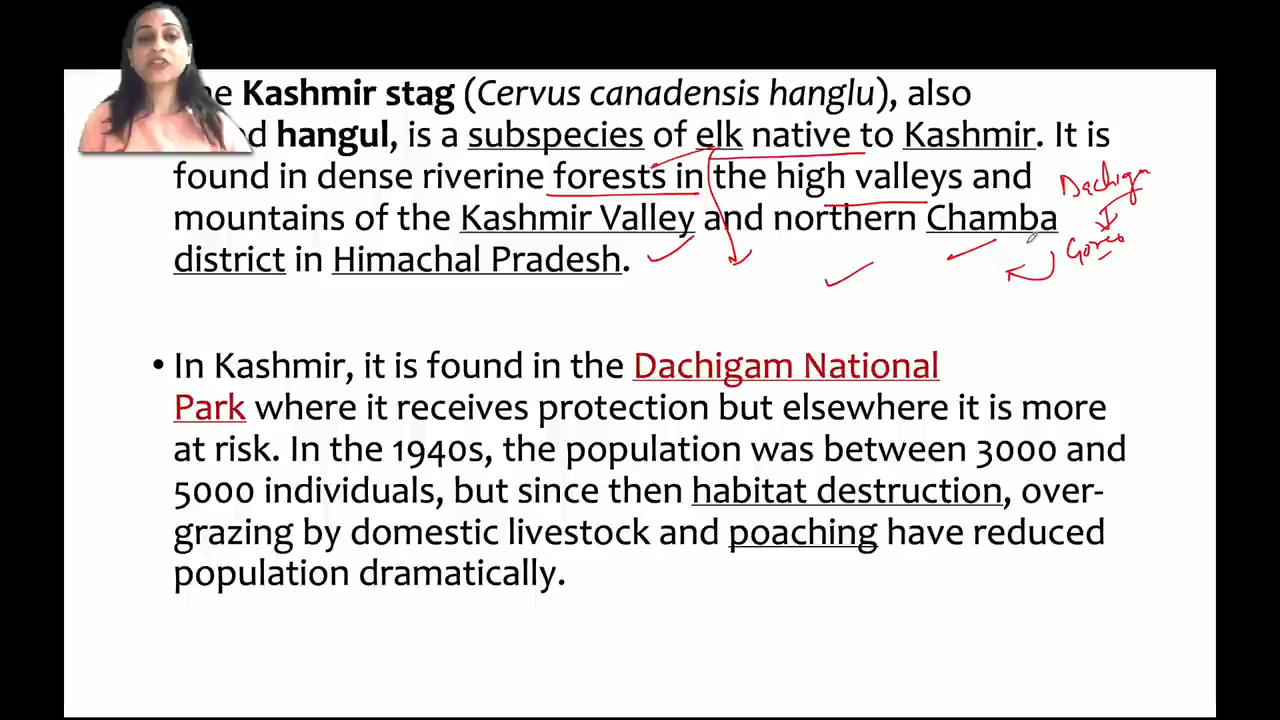 he Kashmir stag (Cervus canadensis hanglu), also
d hangul, is a subspecies of elk native to Kashmir. It is
found in dense riverine forests in the high valleys and
Dachiga
mountains of the Kashmir Valley and northern Chamba
district in Himachal Pradesh.
• In Kashmir, it is found in the Dachigam National
Park where it receives protection but elsewhere it is more
at risk. In the 1940s, the population was between 3000 and
5000 individuals, but since then habitat destruction, over-
grazing by domestic livestock and poaching have reduced
population dramatically.